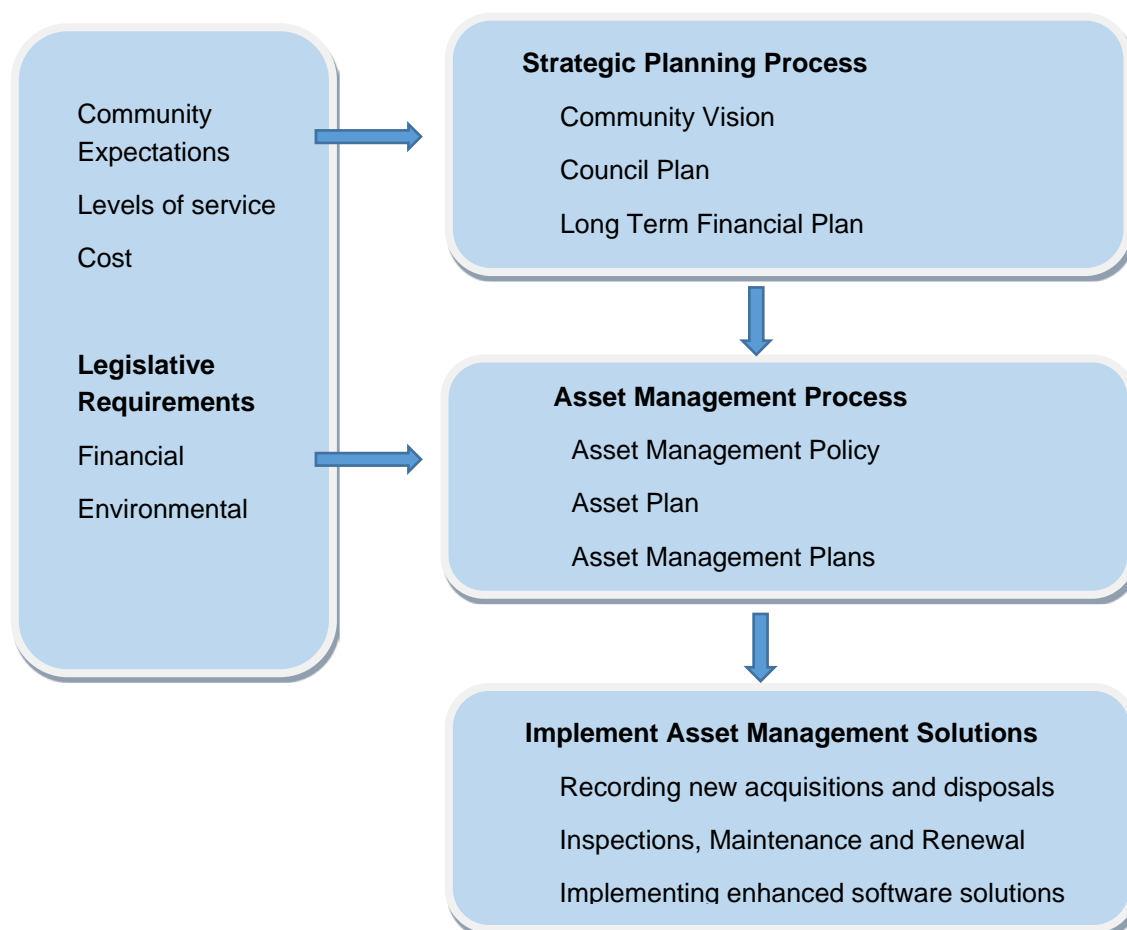 Community
Expectations
Levels of service
Cost
Legislative
Requirements
Financial
Environmental
Strategic Planning Process
Community Vision
Council Plan
Long Term Financial Plan
Asset Management Process
Asset Management Policy
Asset Plan
Asset Management Plans
Implement Asset Management Solutions
Recording new acquisitions and disposals
Inspections, Maintenance and Renewal
Implementing enhanced software solutions